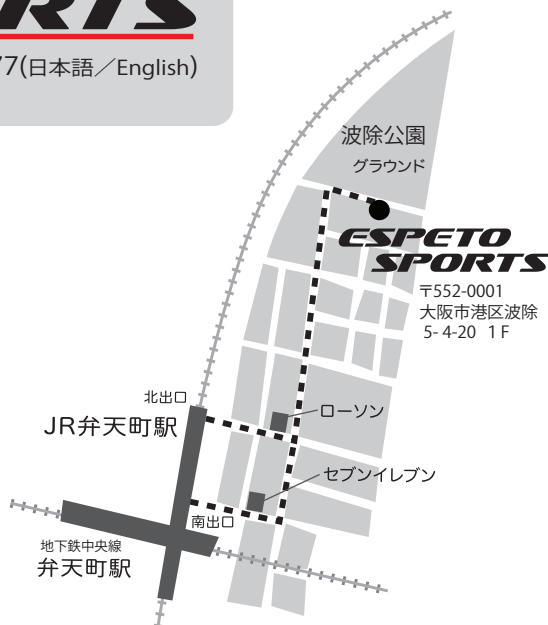 RTS
77(日本語／English)
波除公園
グラウンド
ESPETO
SPORTS
〒552-0001
大阪市港区波除
5-4-20 1F
北出口
JR弁天町駅
ローソン
セブンイレブン
南出口
地下鉄中央線
弁天町駅